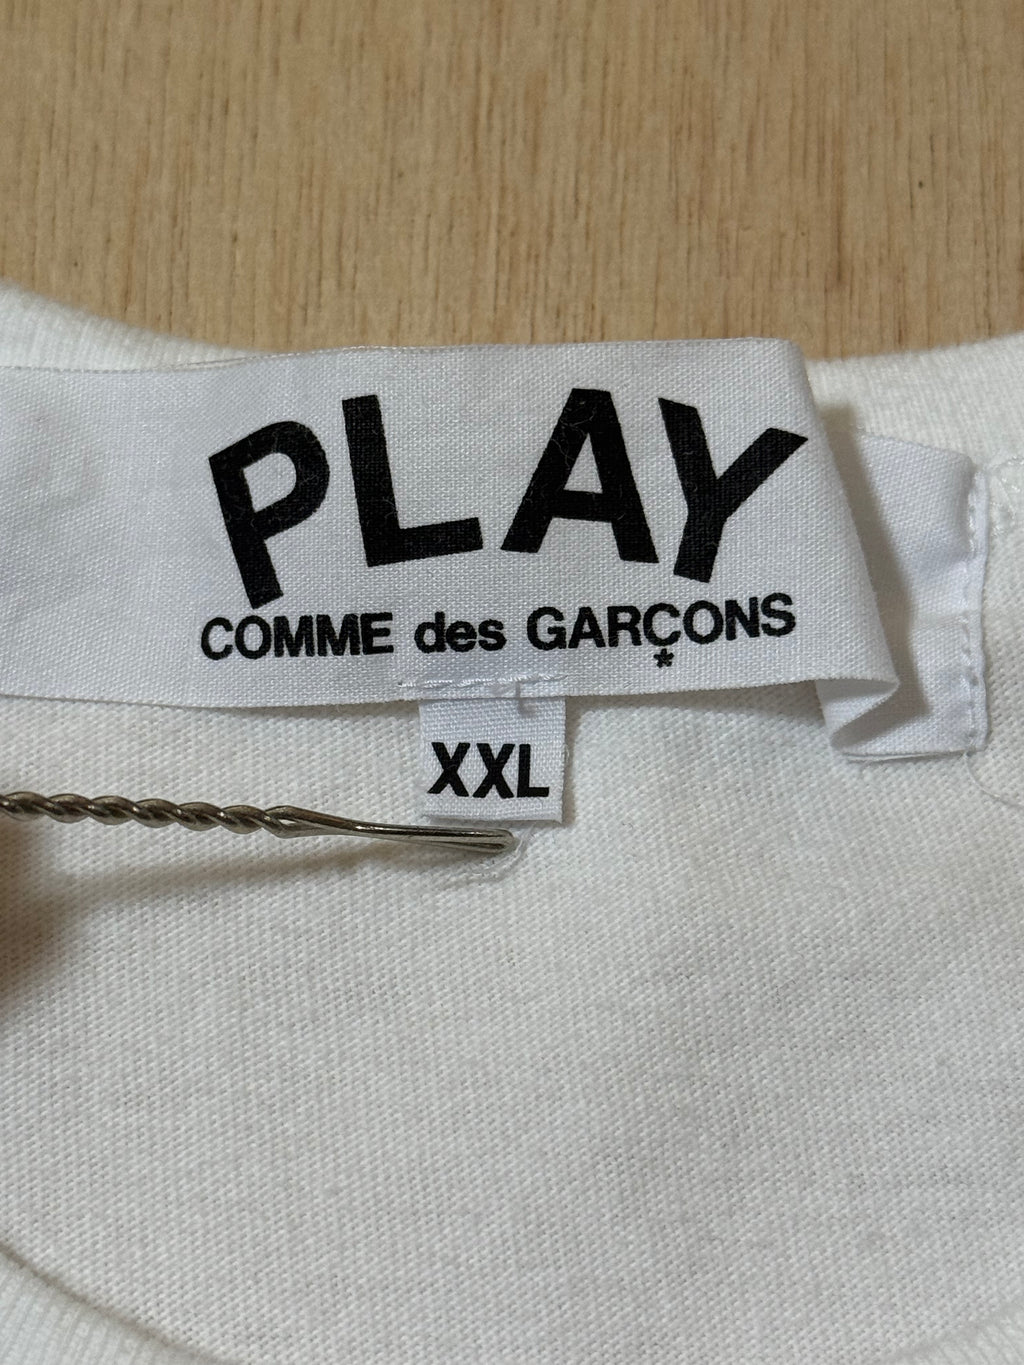 PLAY
COMME des GARÇONS
*
XXL